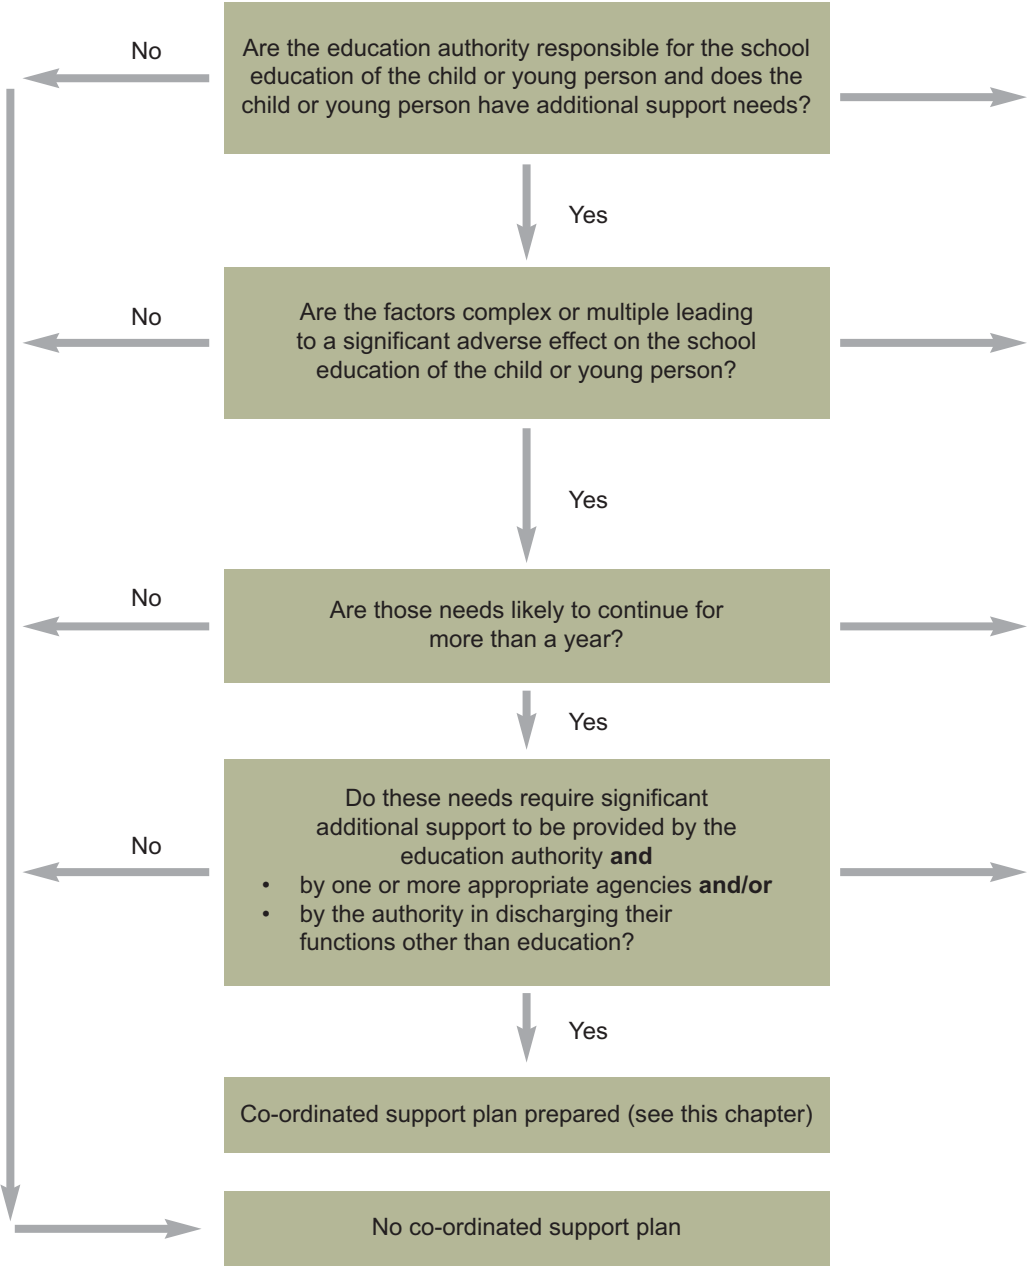 No
Are the education authority responsible for the school
education of the child or young person and does the
child or young person have additional support needs?
Yes
No
Are the factors complex or multiple leading
to a significant adverse effect on the school
education of the child or young person?
Yes
No
Are those needs likely to continue for
more than a year?
Yes
No
Do these needs require significant
additional support to be provided by the
education authority and
• by one or more appropriate agencies and/or
• by the authority in discharging their
functions other than education?
Yes
Co-ordinated support plan prepared (see this chapter)
No co-ordinated support plan